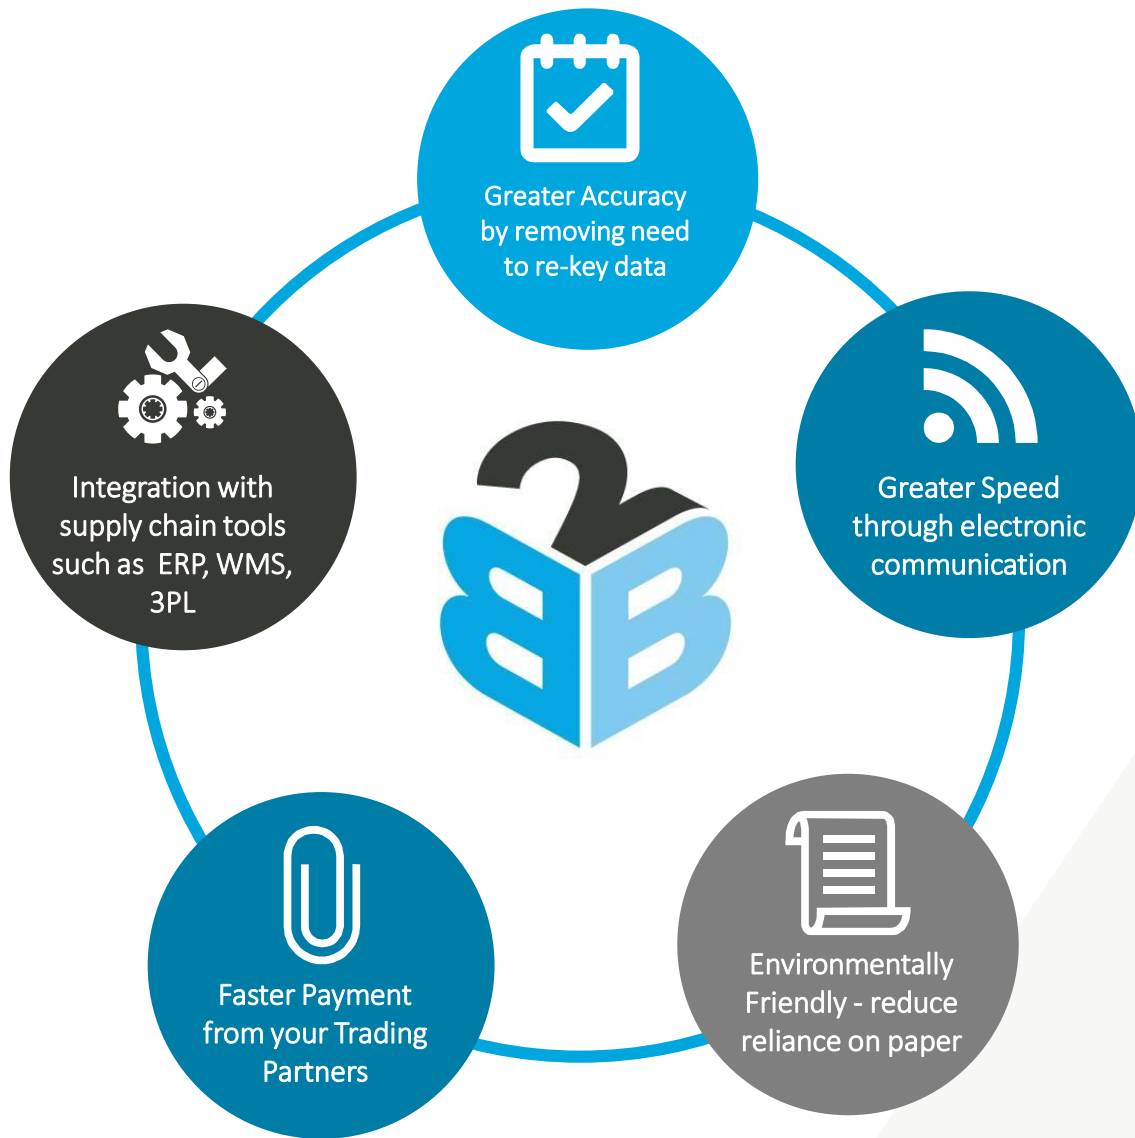 Greater Accuracy
by removing need
to re-key data
Greater Speed
through electronic
communication
Environmentally
Friendly - reduce
reliance on paper
Faster Payment
from your Trading
Partners
Integration with
supply chain tools
such as  ERP, WMS,
3PL
B2B